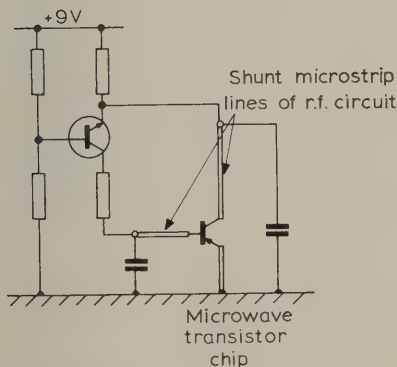 +9V
Shunt microstrip
lines of r.f. circuit
Microwave
transistor
chip